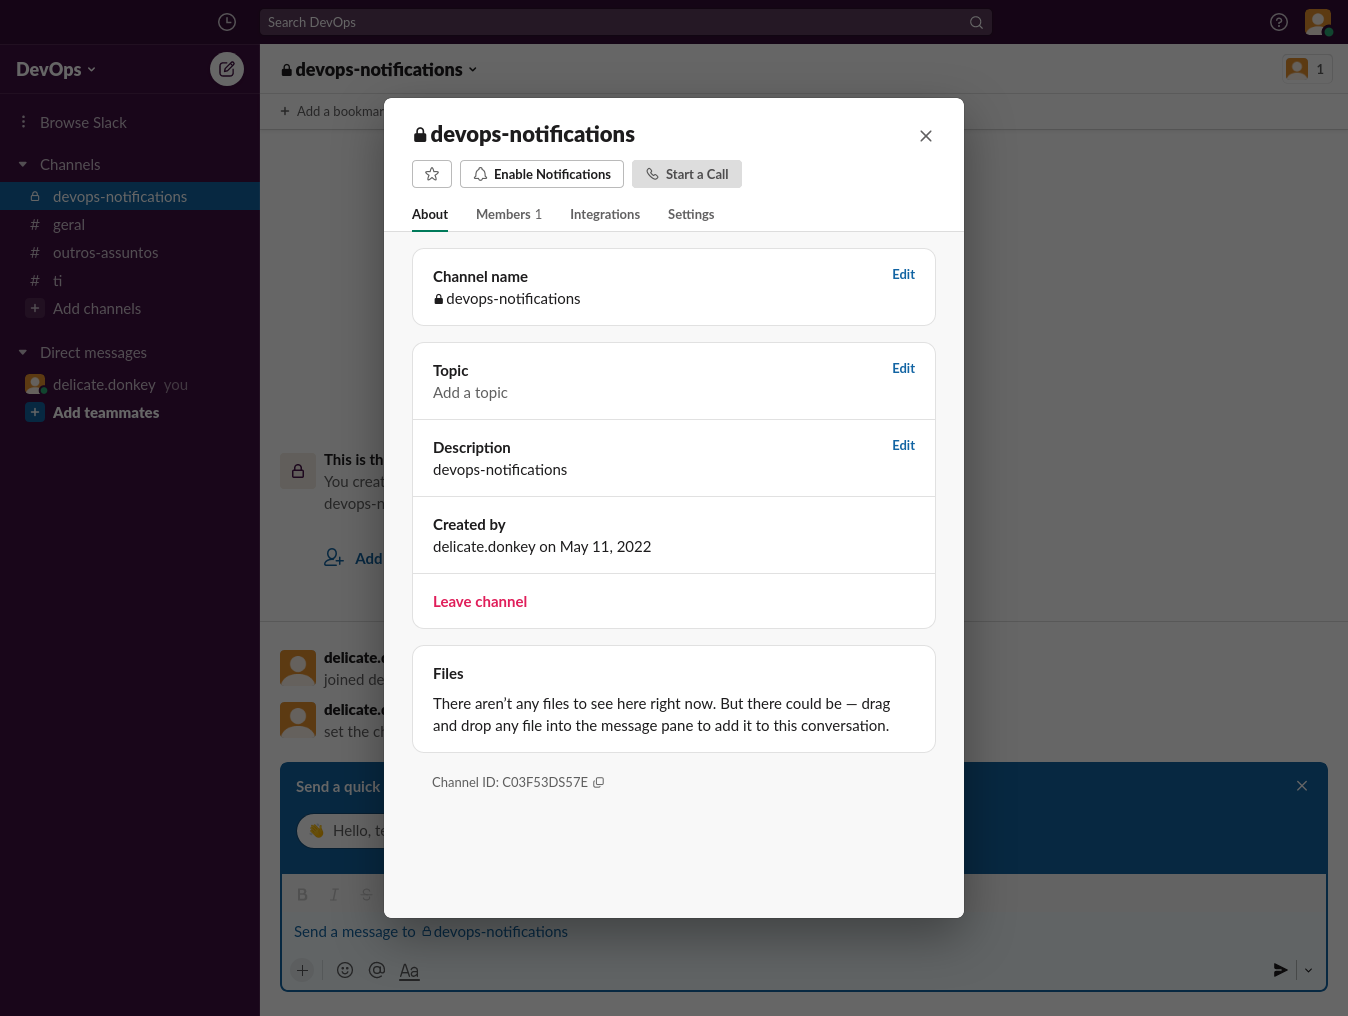 Search DevOps
DevOps
devops-notifications
1
Browse Slack
Channels
devops-notifications
# geral
# outros-assuntos
# ti
+ Add channels
Direct messages
delicate.donkey you
+ Add teammates
+ Add a bookmar
devops-notifications
Enable Notifications
Start a Call
About
Members 1
Integrations
Settings
Channel name
Edit
devops-notifications
Topic
Edit
Add a topic
Description
Edit
devops-notifications
Created by
delicate.donkey on May 11, 2022
Leave channel
Files
There aren’t any files to see here right now. But there could be — drag
and drop any file into the message pane to add it to this conversation.
Channel ID: C03F53DS57E
This is th
You creat
devops-n
Add
delicate.d
joined de
delicate.d
set the ch
Send a quick
👋 Hello, te
B I S
Send a message to devops-notifications
+ @ Aa